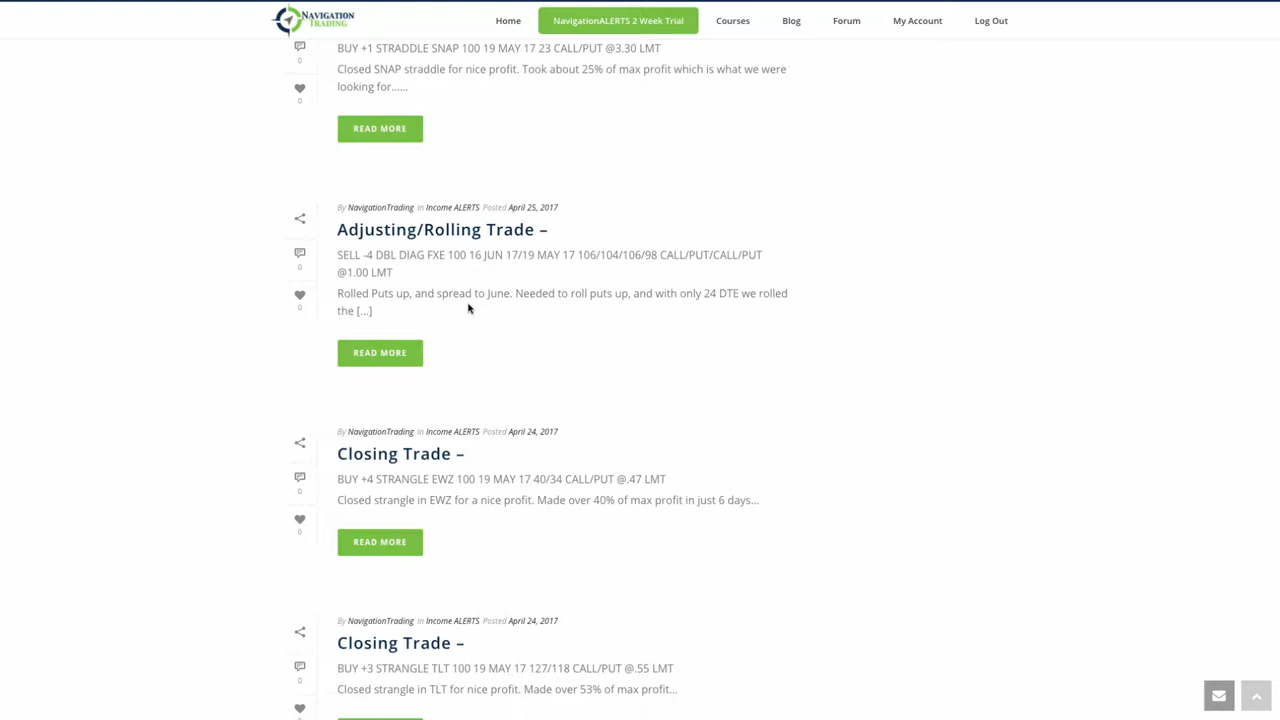 NAVIGATION
TRADING
Home
NavigationALERTS 2 Week Trial
Courses
Blog
Forum
My Account
Log Out
BUY +1 STRADDLE SNAP 100 19 MAY 17 23 CALL/PUT @3.30 LMT
0
Closed SNAP straddle for nice profit. Took about 25% of max profit which is what we were
looking for......
0
READ MORE
By NavigationTrading in Income ALERTS Posted April 25, 2017
Adjusting/Rolling Trade –
SELL -4 DBL DIAG FXE 100 16 JUN 17/19 MAY 17 106/104/106/98 CALL/PUT/CALL/PUT
@1.00 LMT
0
Rolled Puts up, and spread to June. Needed to roll puts up, and with only 24 DTE we rolled
the [...]
0
READ MORE
By NavigationTrading in Income ALERTS Posted April 24, 2017
Closing Trade –
BUY +4 STRANGLE EWZ 100 19 MAY 17 40/34 CALL/PUT @.47 LMT
0
Closed strangle in EWZ for a nice profit. Made over 40% of max profit in just 6 days...
0
READ MORE
By NavigationTrading in Income ALERTS Posted April 24, 2017
Closing Trade –
BUY +3 STRANGLE TLT 100 19 MAY 17 127/118 CALL/PUT @.55 LMT
0
Closed strangle in TLT for nice profit. Made over 53% of max profit...